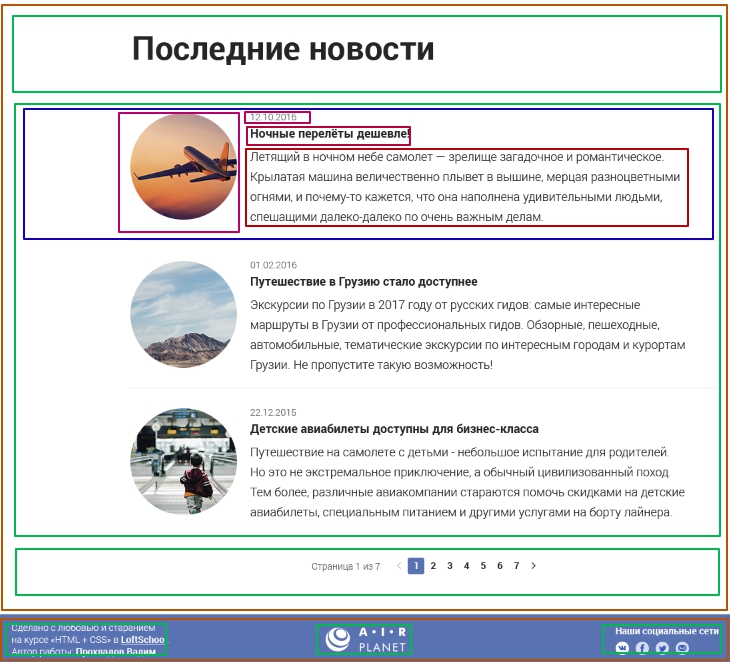 Последние новости
12.10.2016
Ночные перелёты дешевле!
Летящий в ночном небе самолет — зрелище загадочное и романтическое.
Крылатая машина величественно плывет в вышине, мерцая разноцветными
огнями, и почему-то кажется, что она наполнена удивительными людьми,
спешащими далеко-далеко по очень важным делам.
01.02.2016
Путешествие в Грузию стало доступнее
Экскурсии по Грузии в 2017 году от русских гидов: самые интересные
маршруты в Грузии от профессиональных гидов. Обзорные, пешеходные,
автомобильные, тематические экскурсии по интересным городам и курортам
Грузии. Не пропустите такую возможность!
22.12.2015
Детские авиабилеты доступны для бизнес-класса
Путешествие на самолете с детьми - небольшое испытание для родителей.
Но это не экстремальное приключение, а обычный цивилизованный поход.
Тем более, различные авиакомпании стараются помочь скидками на детские
авиабилеты, специальным питанием и другими услугами на борту лайнера.
Страница 1 из 7 < 1 2 3 4 5 6 7 >
Сделано с любовью и старанием
на курсе «HTML + CSS» в LoftSchool.
Автор работы: Прохладов Вадим
A•I•R
PLANET
Наши социальные сети